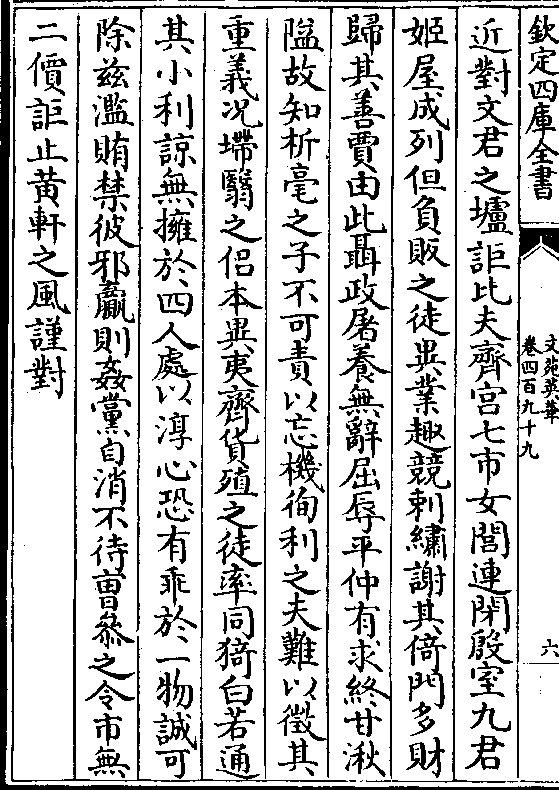 欽定四庫全書
文苑英華
卷四百九十九
六
近對文君之壚詎比夫齊宫七市女閭連閈殷室九君
姬屋成列但負販之徒異業趣競刺繡謝其倚門多財
歸其善賈由此聶政屠養無辭屈辱平仲有求終甘湫
隘故知析毫之子不可責以忘機徇利之夫難以徴其
重義况墆翳之侣本異夷齊貨殖之徒率同猗白若通
其小利諒無擁於四人處以淳心恐有乖於一物誠可
除兹濫賄禁彼邪羸則姦黨自消不待曹參之令市無
二價詎止黄軒之風謹對